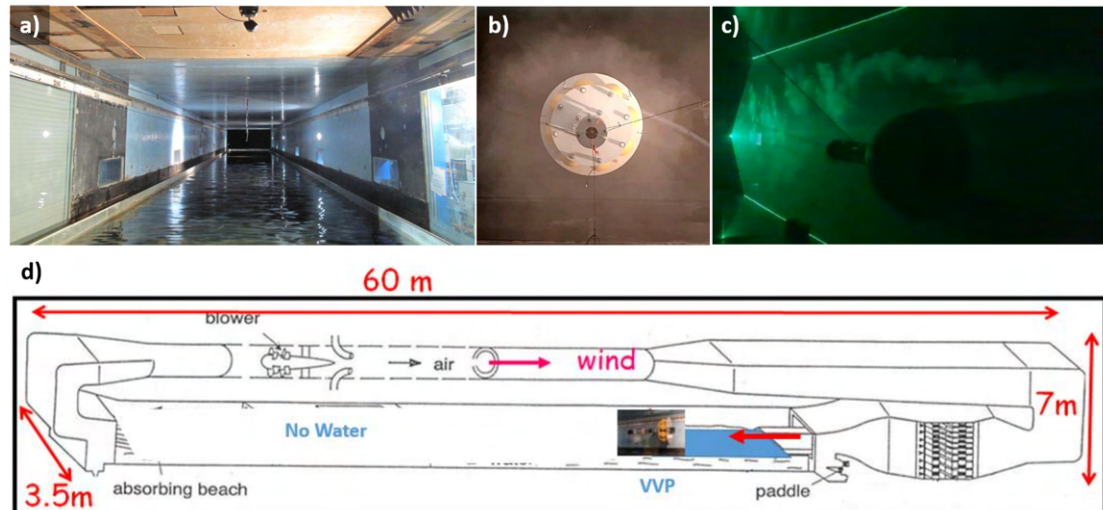 a)
b)
c)
d)
60 m
blower
air
wind
7m
No Water
VVP
3.5m
absorbing beach
paddle